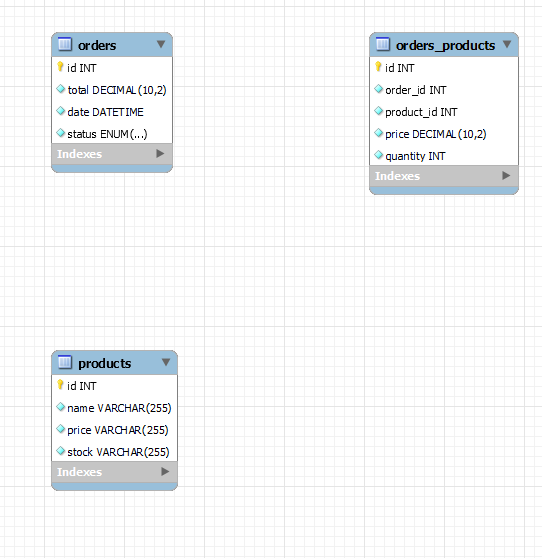 orders
id INT
total DECIMAL(10,2)
date DATETIME
status ENUM(...)
Indexes
orders_products
id INT
order_id INT
product_id INT
price DECIMAL(10,2)
quantity INT
Indexes
products
id INT
name VARCHAR(255)
price VARCHAR(255)
stock VARCHAR(255)
Indexes